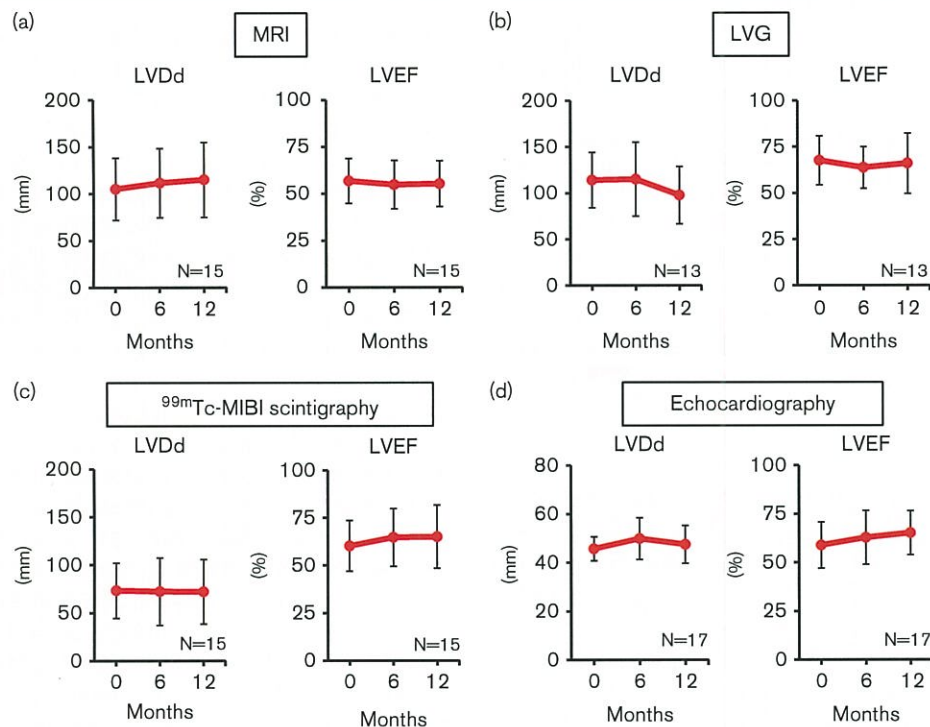 (a)
MRI
LVDd
200
150
100
50
0
(mm)
N=15
0 6 12
Months
LVEF
100
75
50
25
0
(%)
N=15
0 6 12
Months
(b)
LVG
LVDd
200
150
100
50
0
(mm)
N=13
0 6 12
Months
LVEF
100
75
50
25
0
(%)
N=13
0 6 12
Months
(c)
99mTc-MIBI scintigraphy
LVDd
200
150
100
50
0
(mm)
N=15
0 6 12
Months
LVEF
100
75
50
25
0
(%)
N=15
0 6 12
Months
(d)
Echocardiography
LVDd
80
60
40
20
0
(mm)
N=17
0 6 12
Months
LVEF
100
75
50
25
0
(%)
N=17
0 6 12
Months